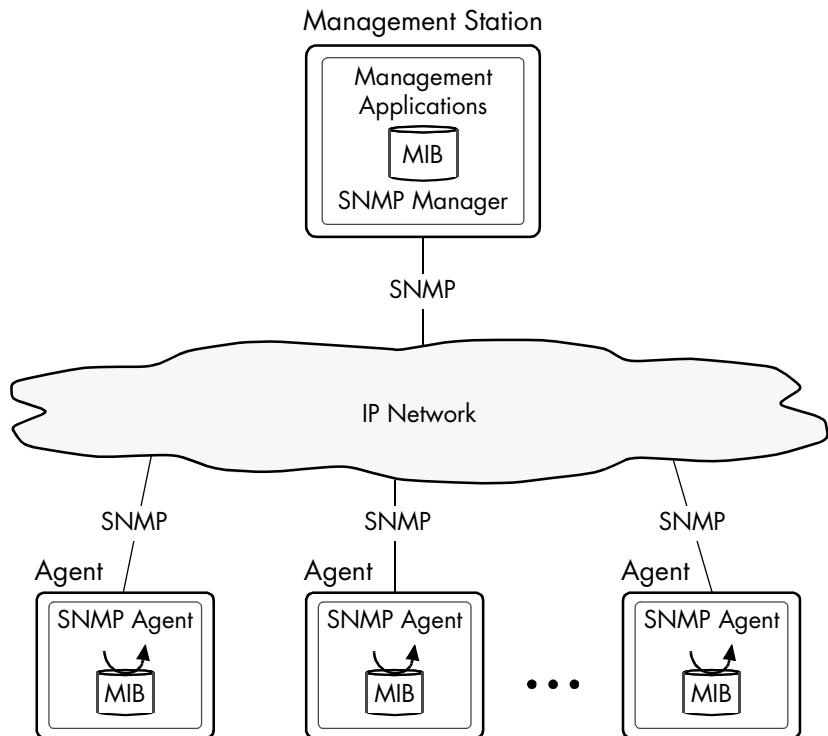 Management Station
Management
Applications
MIB
SNMP Manager
SNMP
IP Network
SNMP
SNMP
SNMP
Agent
Agent
Agent
SNMP Agent
SNMP Agent
SNMP Agent
MIB
MIB
MIB